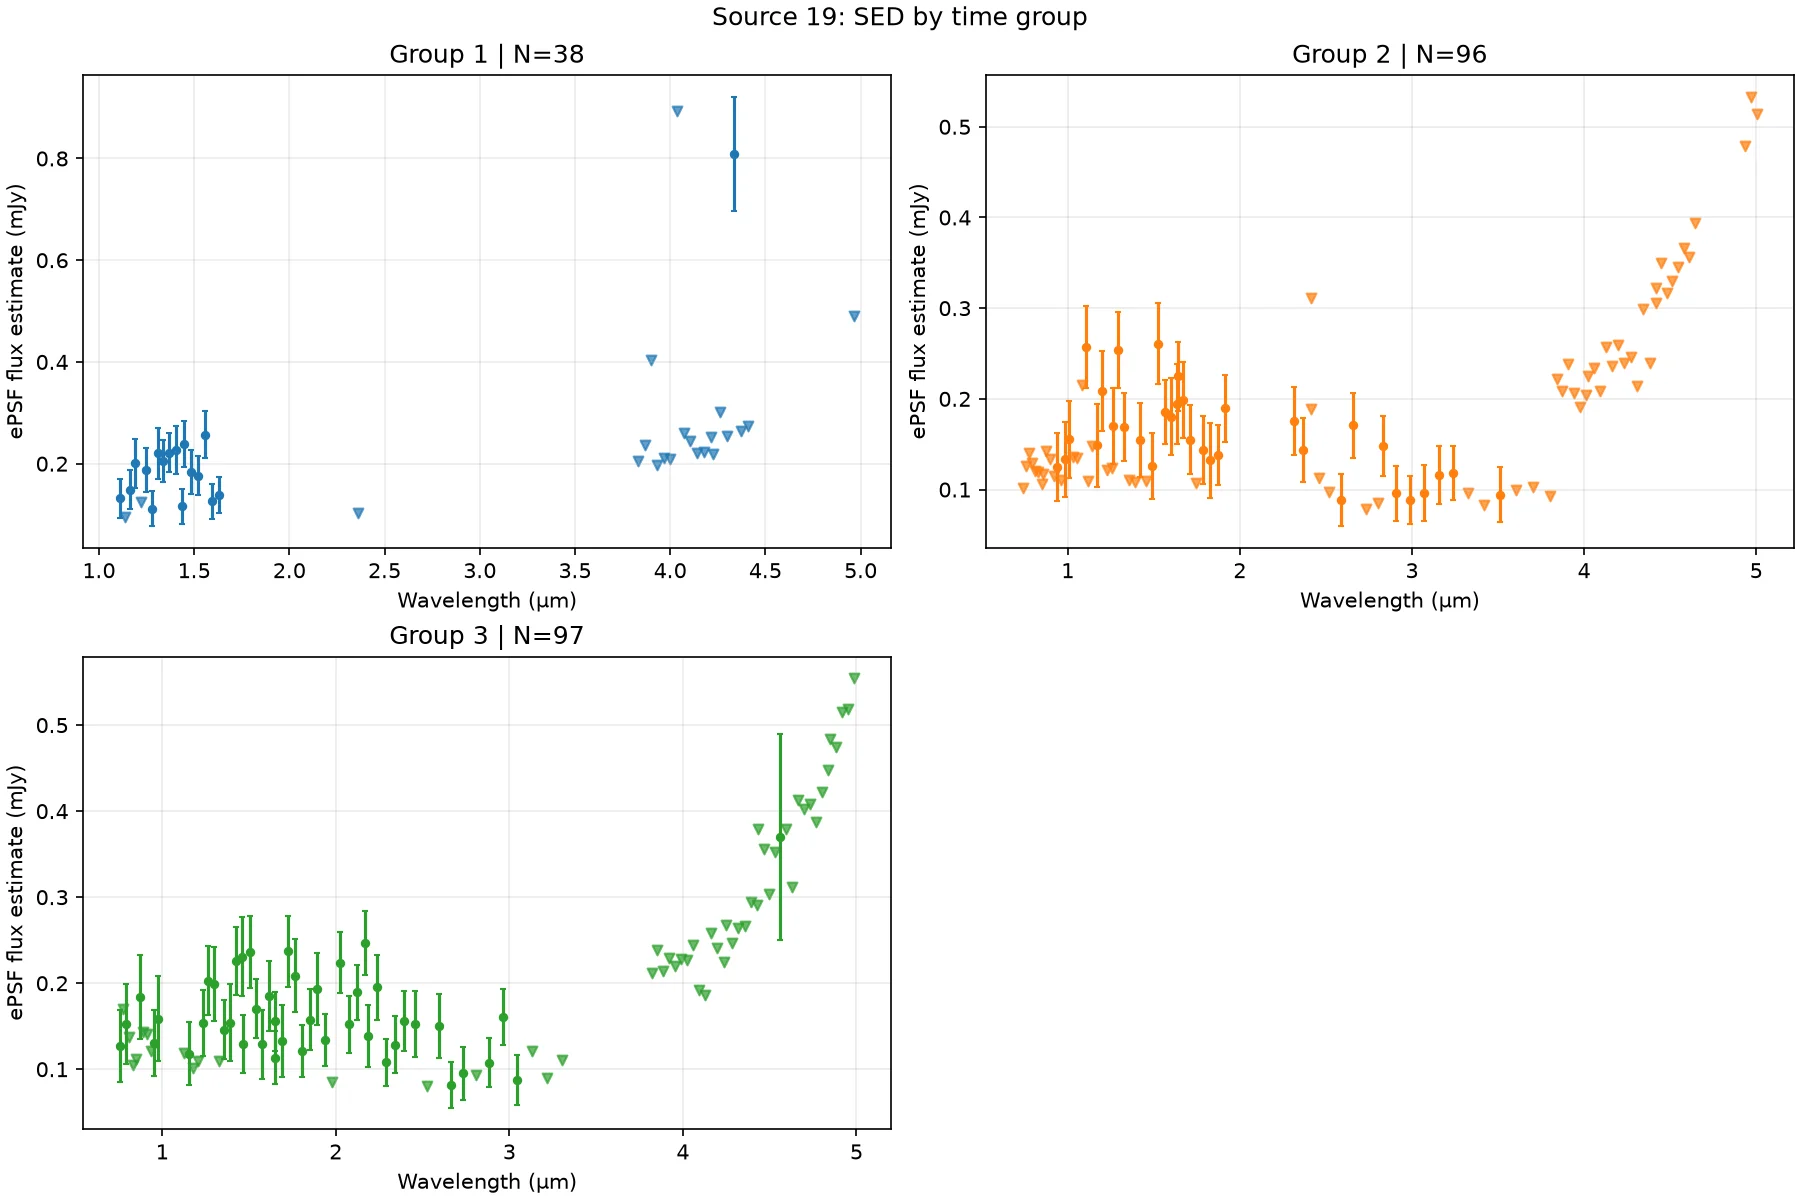 Source 19: SED by time group
Group 1 | N=38
ePSF flux estimate (mJy)
0.8
0.6
0.4
0.2
1.0 1.5 2.0 2.5 3.0 3.5 4.0 4.5 5.0
Wavelength (μm)
Group 2 | N=96
ePSF flux estimate (mJy)
0.5
0.4
0.3
0.2
0.1
1 2 3 4 5
Wavelength (μm)
Group 3 | N=97
ePSF flux estimate (mJy)
0.5
0.4
0.3
0.2
0.1
1 2 3 4 5
Wavelength (μm)